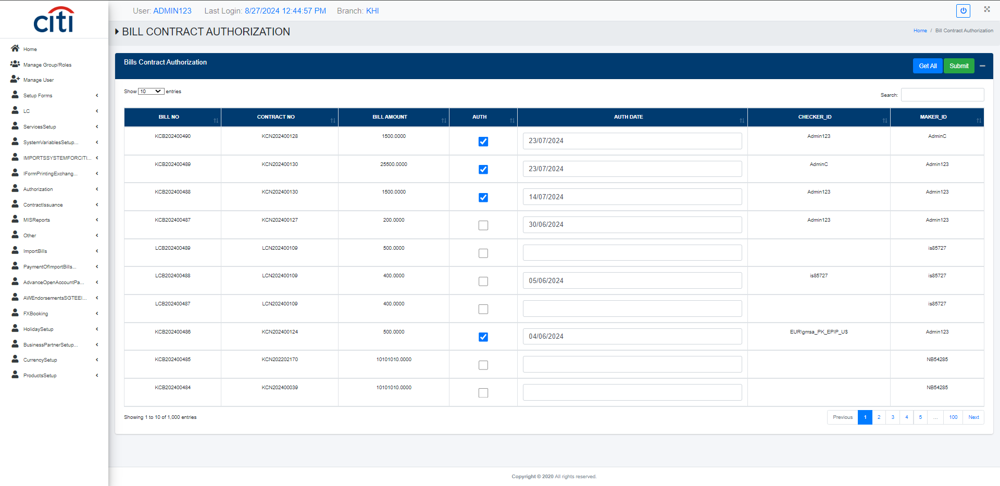 citi
User: ADMIN123 Last Login: 8/27/2024 12:44:57 PM Branch: KHI
BILL CONTRACT AUTHORIZATION
Home / Bill Contract Authorization
Home
Manage Group/Roles
Manage User
Setup Forms
LC
ServicesSetup
SystemVariablesSetup...
IMPORTSSYSTEMFORCITI...
IFormPrintingExchang...
Authorization
ContractIssuance
MISReports
Other
ImportBills
PaymentOfImportBills...
AdvanceOpenAccountPa...
AWEndorsementsSGTEEI...
FXBooking
HolidaySetup
BusinessPartnerSetup...
CurrencySetup
ProductsSetup
Bills Contract Authorization
Get All Submit
Show 10 entries
Search:
BILL NO CONTRACT NO BILL AMOUNT AUTH AUTH DATE CHECKER_ID MAKER_ID
KCB202400490 KCN202400128 1500.0000 23/07/2024 Admin123 AdminC
KCB202400489 KCN202400130 25500.0000 23/07/2024 AdminC Admin123
KCB202400488 KCN202400130 1500.0000 14/07/2024 Admin123 Admin123
KCB202400487 KCN202400127 200.0000 30/06/2024 Admin123 Admin123
LCB202400489 LCN202400109 500.0000 is85727
LCB202400488 LCN202400109 400.0000 05/06/2024 is85727 is85727
LCB202400487 LCN202400109 400.0000 is85727
KCB202400486 KCN202400124 500.0000 04/06/2024 EUR\gmsa_PK_EPIP_U$ Admin123
KCB202400485 KCN202202170 10101010.0000 NB54285
KCB202400484 KCN202400039 10101010.0000 NB54285
Showing 1 to 10 of 1,000 entries
Previous 1 2 3 4 5 ... 100 Next
Copyright © 2020 All rights reserved.